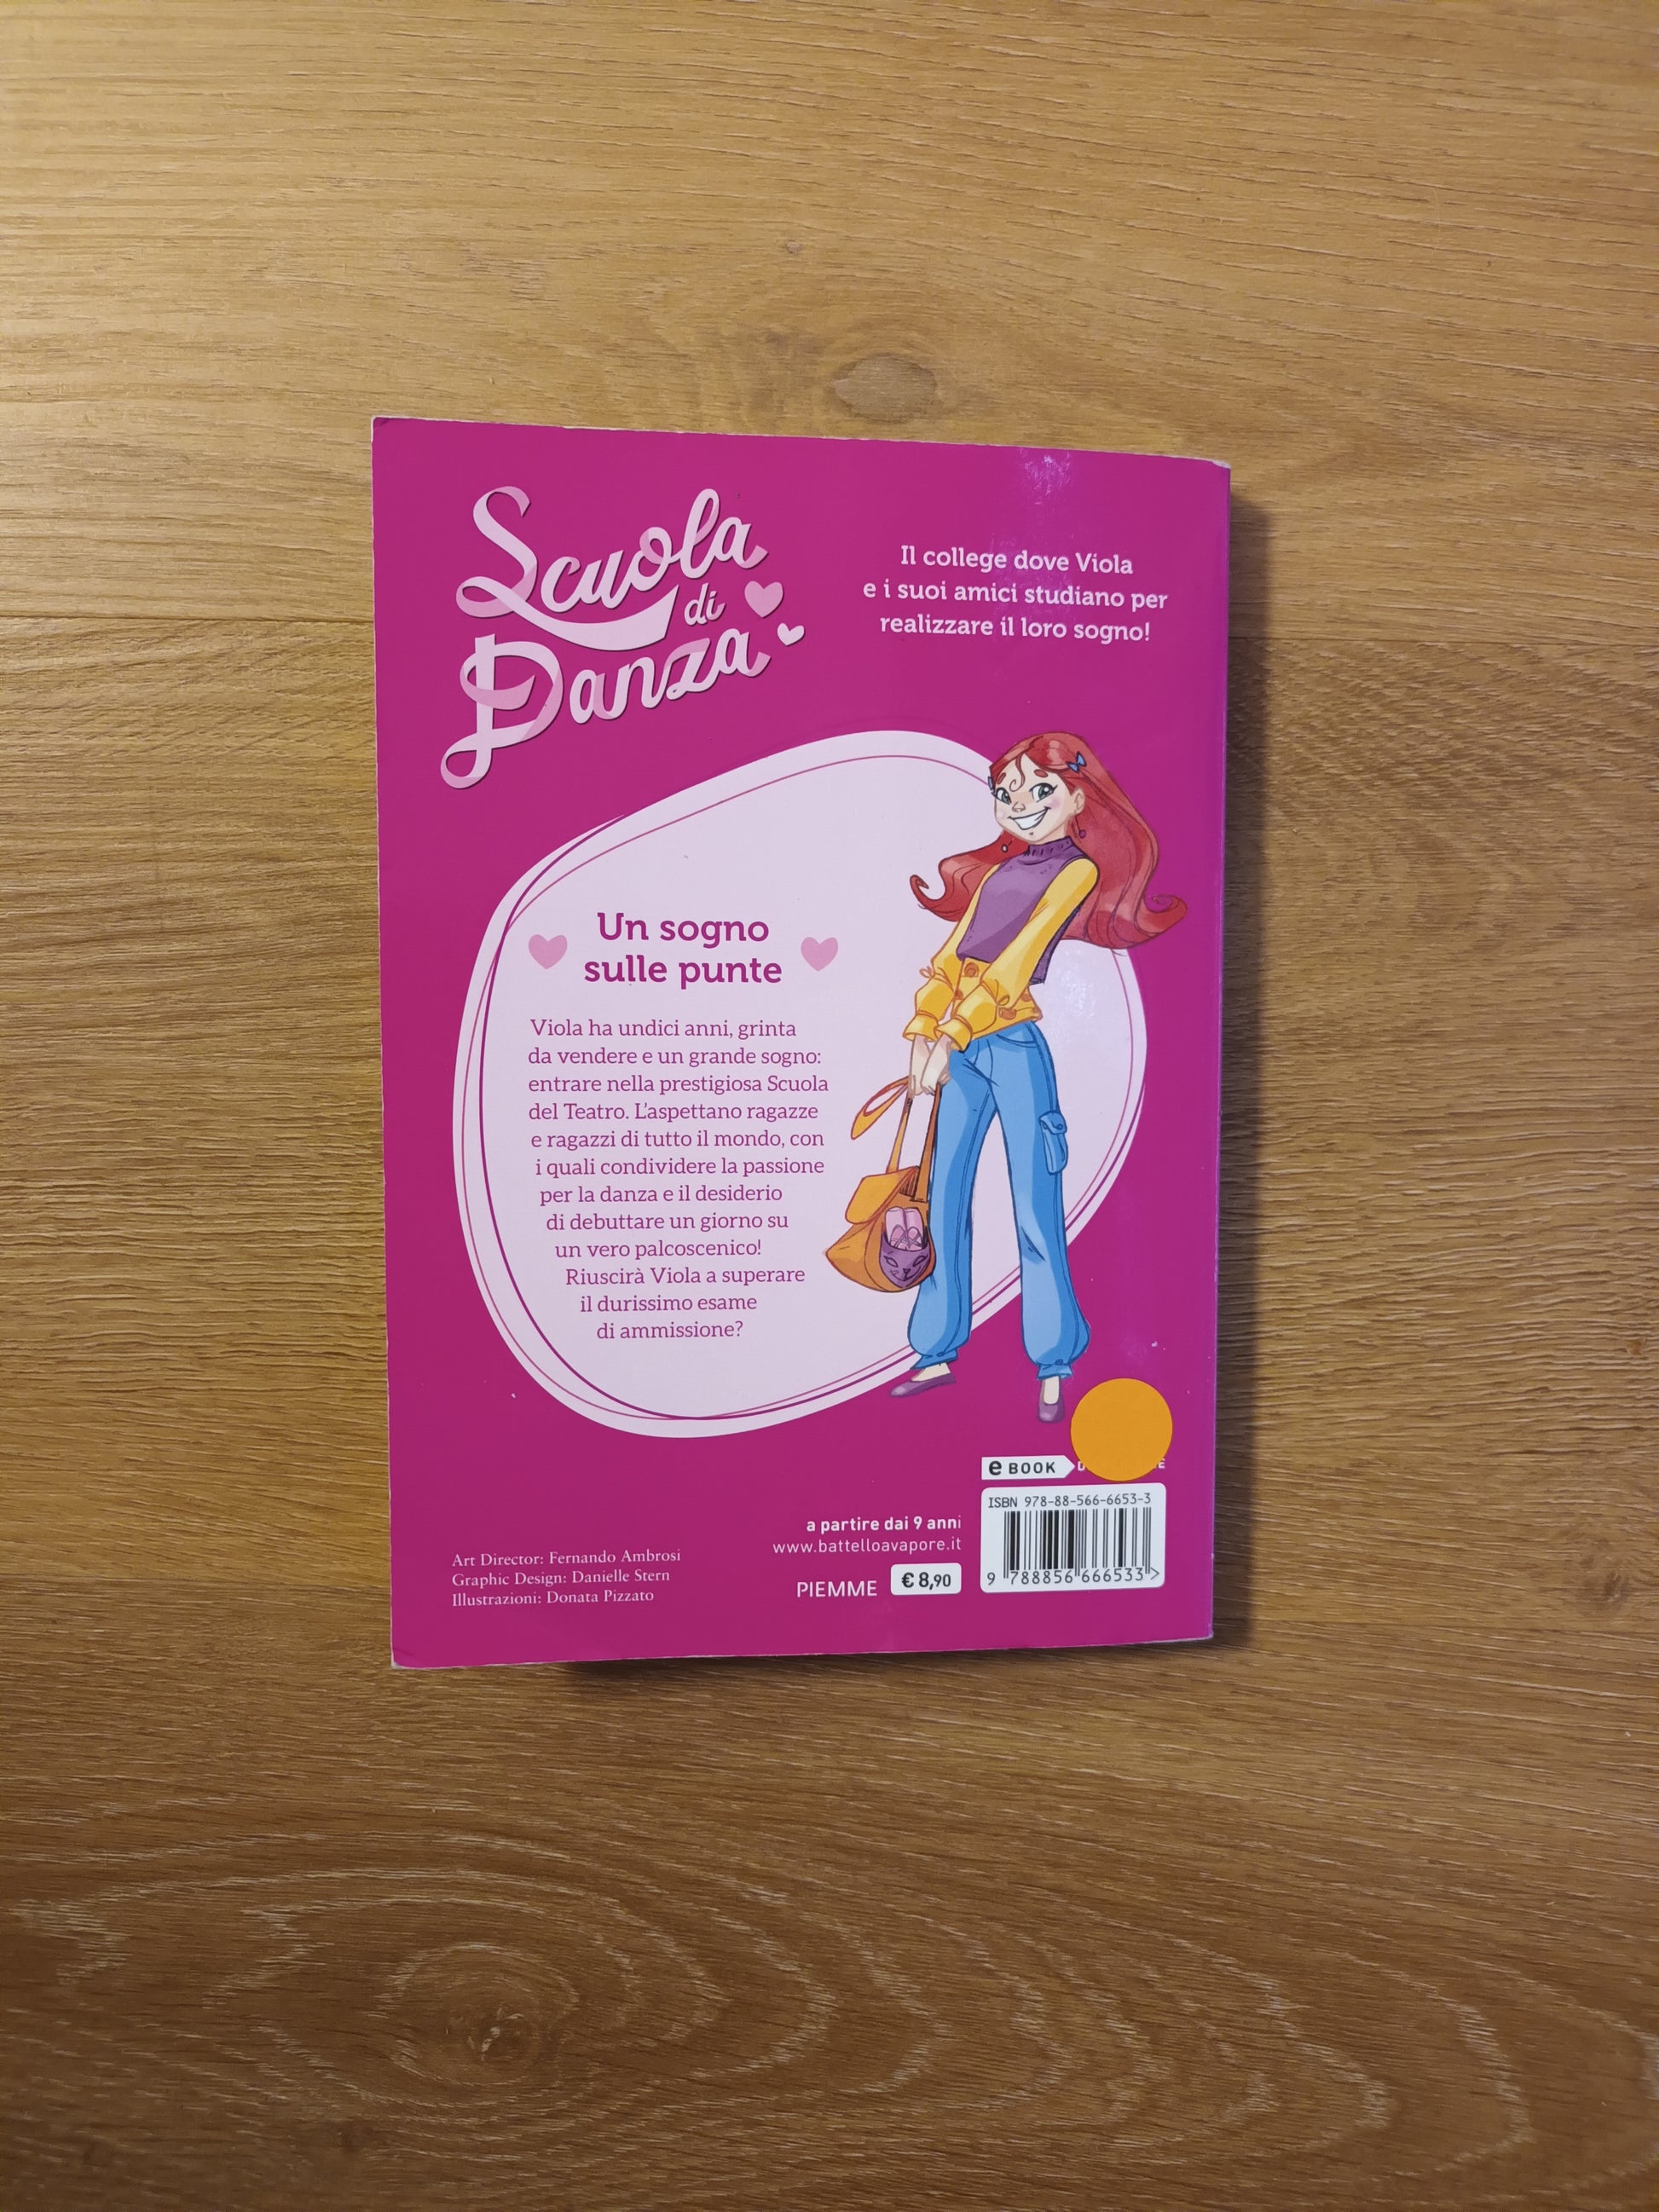 Scuola
di
Danza
Il college dove Viola
e i suoi amici studiano per
realizzare il loro sogno!
Un sogno
sulle punte
Viola ha undici anni, grinta
da vendere e un grande sogno:
entrare nella prestigiosa Scuola
del Teatro. L'aspettano ragazze
e ragazzi di tutto il mondo, con
i quali condividere la passione
per la danza e il desiderio
di debuttare un giorno su
un vero palcoscenico!
Riuscirà Viola a superare
il durissimo esame
di ammissione?
Art Director: Fernando Ambrosi
Graphic Design: Danielle Stern
Illustrazioni: Donata Pizzato
a partire dai 9 anni
www.battelloavapore.it
PIEMME € 8,90
e BOOK
ISBN 978-88-566-6653-3
9 788856 666533 >